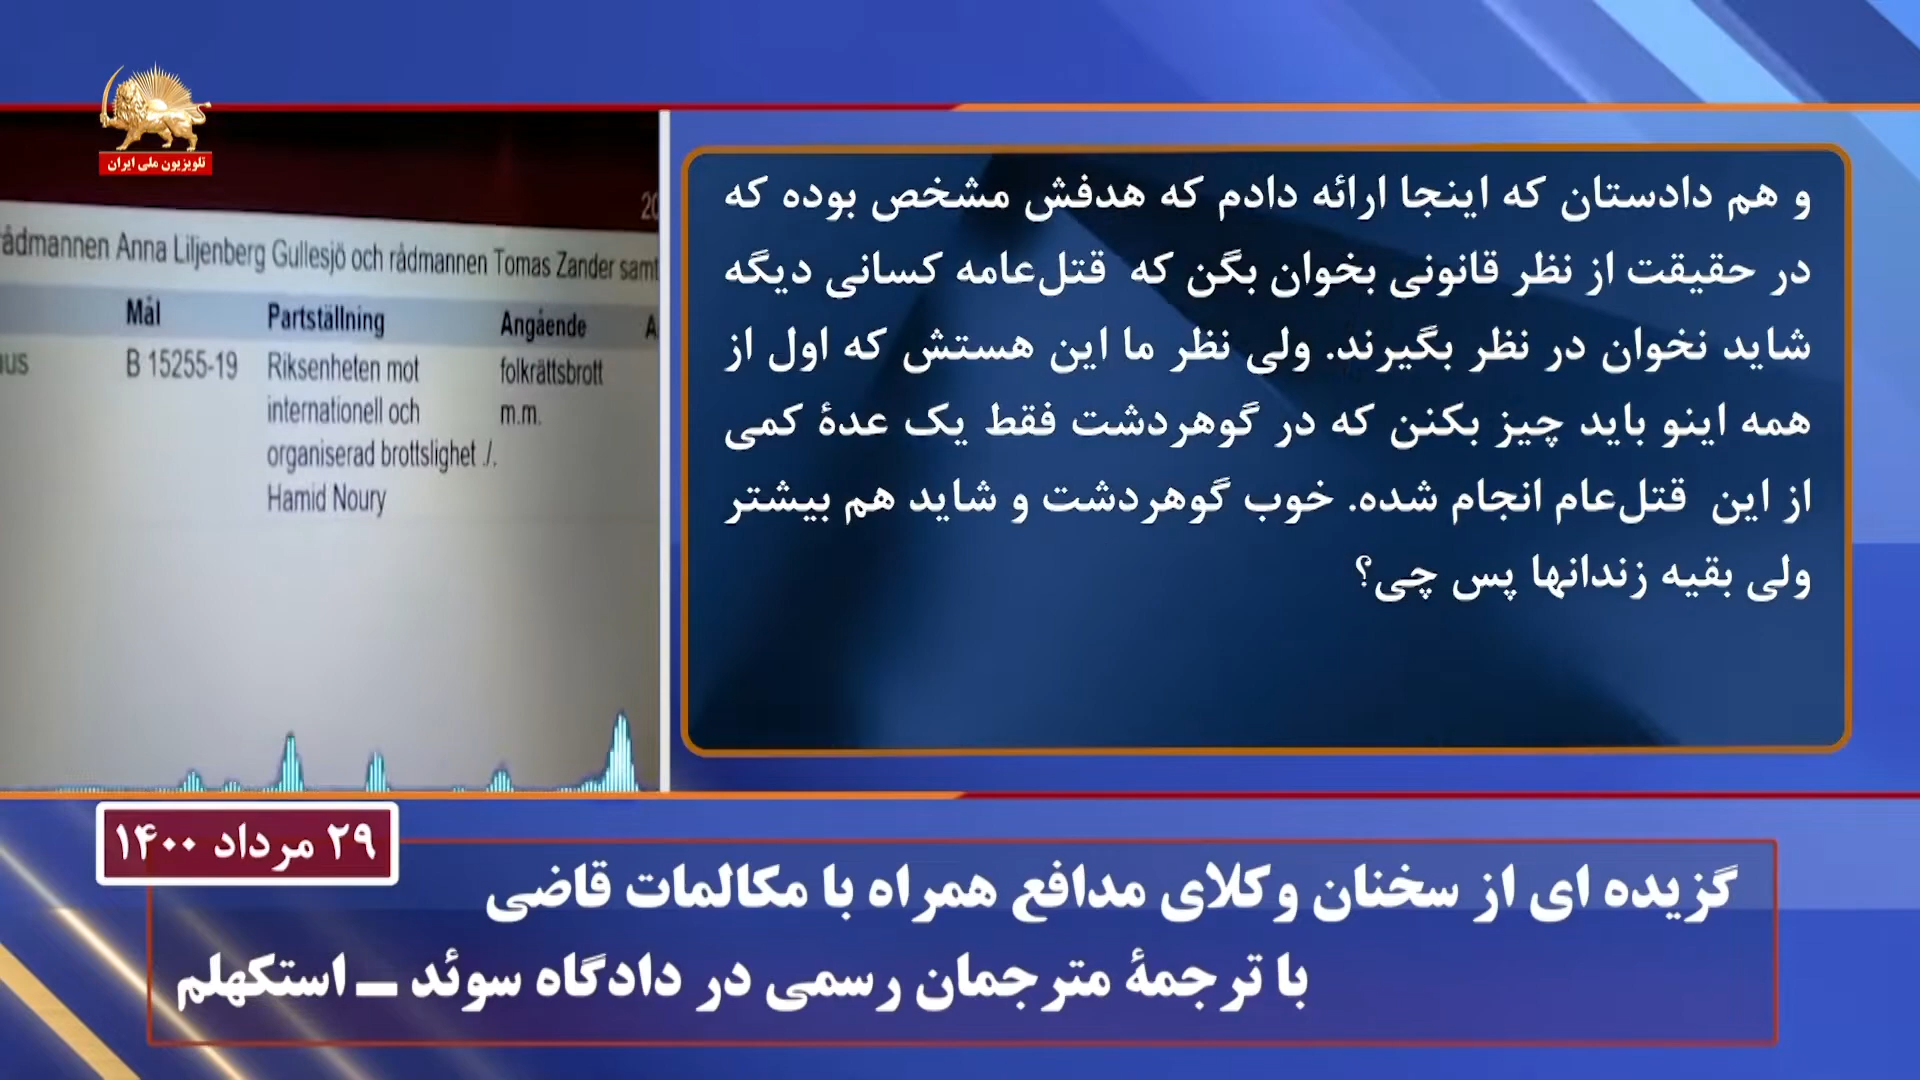 تلویزیون ملی ایران
و هم دادستان که اینجا ارائه دادم که هدفش مشخص بوده که
در حقیقت از نظر قانونی بخوان بگن که قتل‌عامه کسانی دیگه
شاید نخوان در نظر بگیرند. ولی نظر ما این هستش که اول از
همه اینو باید چیز بکنن که در گوهردشت فقط یک عدهٔ کمی
از این قتل‌عام انجام شده. خوب گوهردشت و شاید هم بیشتر
ولی بقیه زندانها پس چی؟
20
rådmannen Anna Liljenberg Gullesjö och rådmannen Tomas Zander samt
Mål Partställning Angående A
B 15255-19 Riksenheten mot folkrättsbrott
internationell och m.m.
organiserad brottslighet ./.
Hamid Noury
۲۹ مرداد ۱۴۰۰
گزیده ای از سخنان وکلای مدافع همراه با مکالمات قاضی
با ترجمهٔ مترجمان رسمی در دادگاه سوئد ــ استکهلم